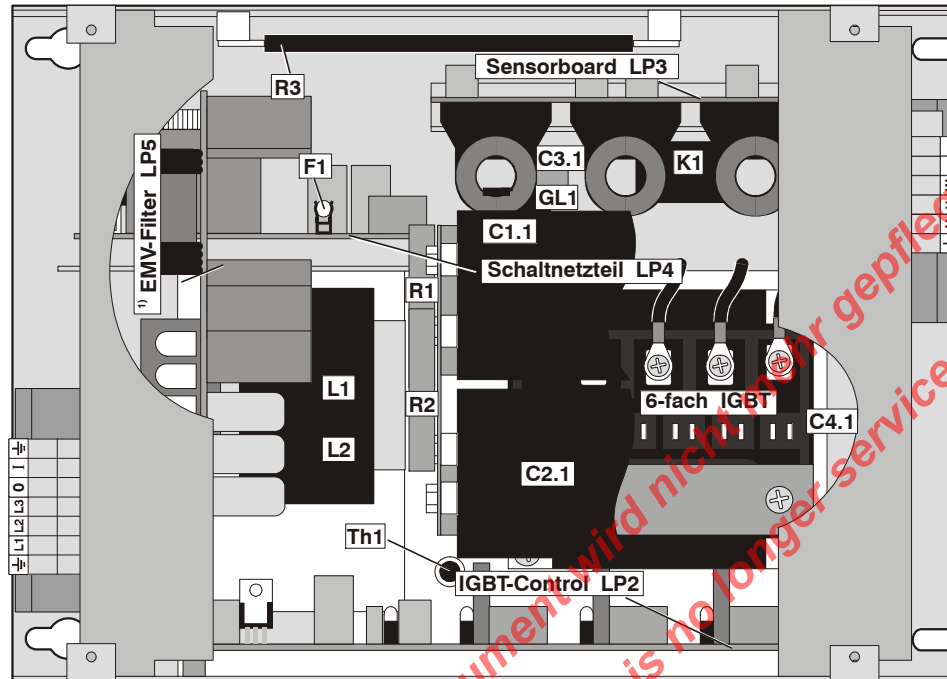 Sensorboard LP3
R3
C3.1
K1
F1
GL1
1) EMV-Filter LP5
C1.1
Schaltnetzteil LP4
R1
L1
R2
6-fach IGBT
C4.1
L2
C2.1
Th1
IGBT-Control LP2
I
0
L3
L2
L1
ument wird nicht mehr gepfleg
is no longer service